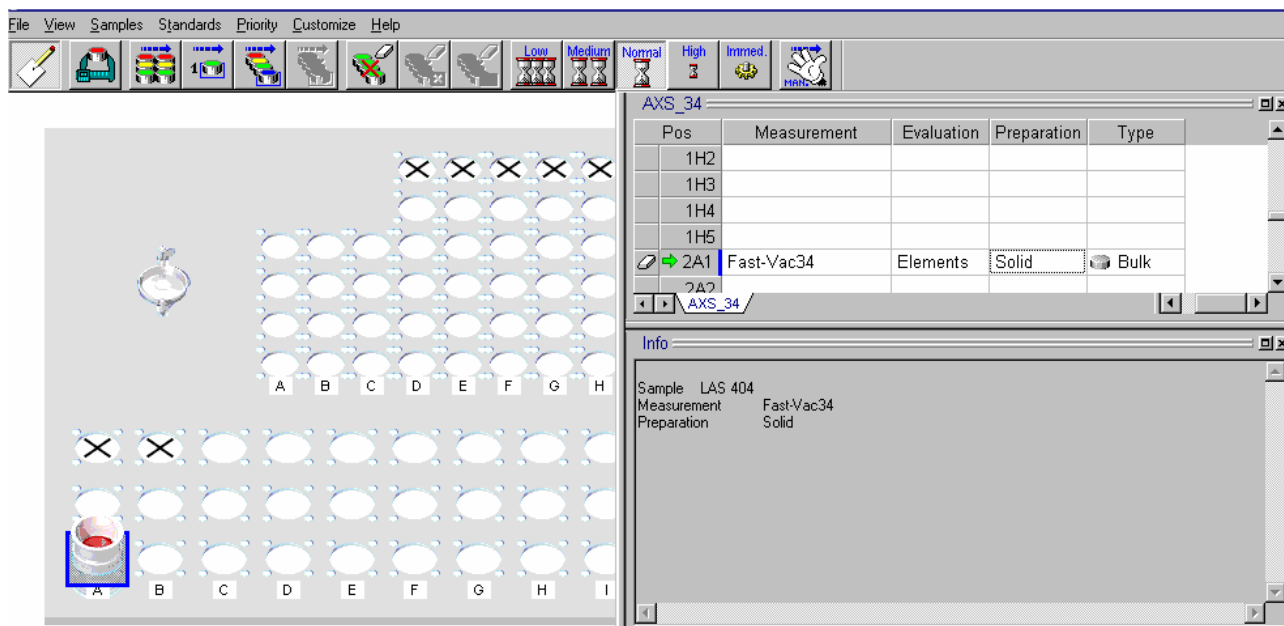 File View Samples Standards Priority Customize Help
1 Low Medium Normal High Immed. MAN.
AXS_34
Pos Measurement Evaluation Preparation Type
1H2
1H3
1H4
1H5
2A1 Fast-Vac34 Elements Solid Bulk
2A2
AXS_34
Info
Sample LAS 404
Measurement Fast-Vac34
Preparation Solid
A B C D E F G H
A B C D E F G H I